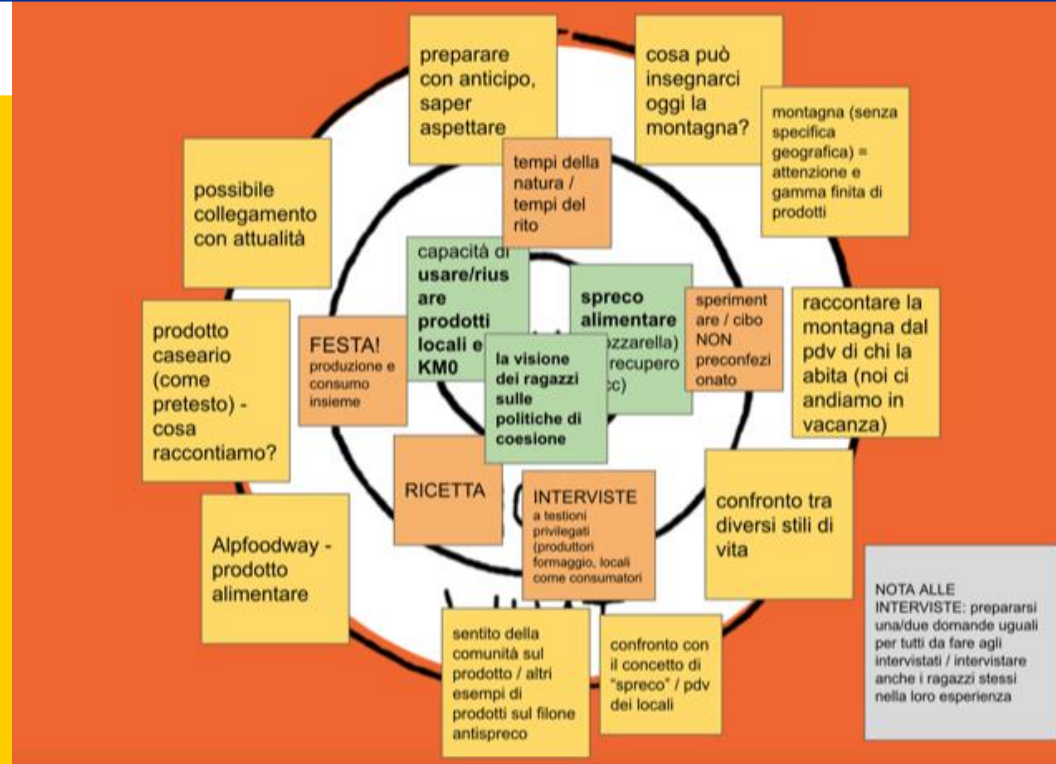 preparare
con anticipo,
saper
aspettare
cosa può
insegnarci
oggi la
montagna?
montagna (senza
specifica
geografica) =
attenzione e
gamma finita di
prodotti
tempi della
natura /
tempi del
rito
possibile
collegamento
con attualità
capacità di
usare/rius
are
prodotti
locali e
KM0
spreco
alimentare
ozzarella)
recupero
cc)
speriment
are / cibo
NON
preconfezi
onato
raccontare la
montagna dal
pdv di chi la
abita (noi ci
andiamo in
vacanza)
prodotto
caseario
(come
pretesto) -
cosa
raccontiamo?
FESTA!
produzione e
consumo
insieme
la visione
dei ragazzi
sulle
politiche di
coesione
RICETTA
INTERVISTE
a testioni
privilegati
(produttori
formaggio, locali
come consumatori
confronto tra
diversi stili di
vita
Alpfoodway -
prodotto
alimentare
sentito della
comunità sul
prodotto / altri
esempi di
prodotti sul filone
antispreco
confronto con
il concetto di
"spreco" / pdv
dei locali
NOTA ALLE
INTERVISTE: prepararsi
una/due domande uguali
per tutti da fare agli
intervistati / intervistare
anche i ragazzi stessi
nella loro esperienza